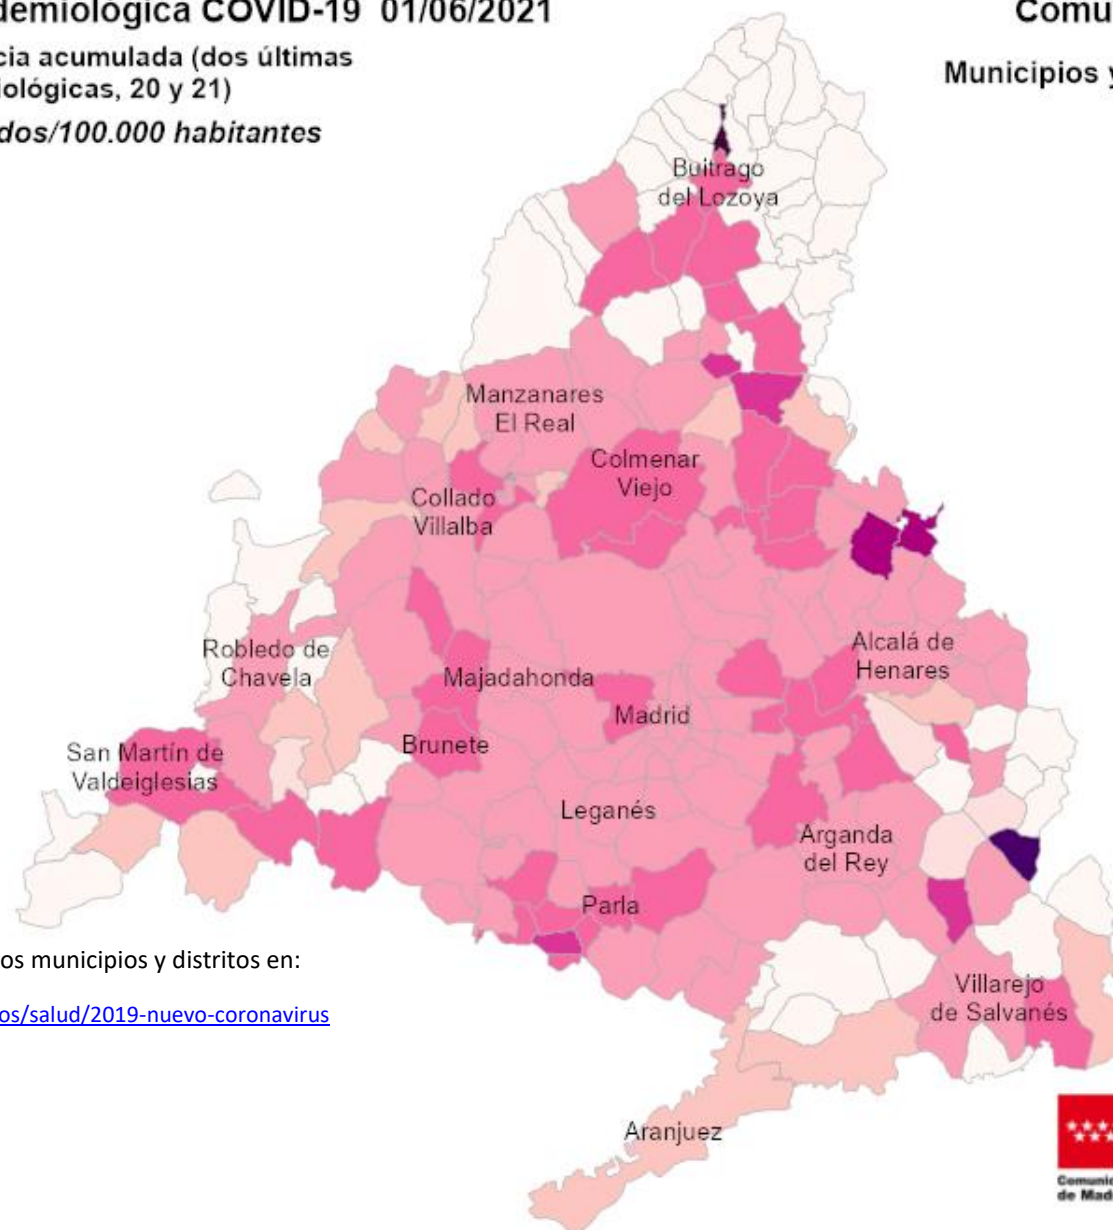 demiológica COVID-19 01/06/2021
Comu
cia acumulada (dos últimas
iológicas, 20 y 21)
Municipios y
dos/100.000 habitantes
Buitrago
del Lozoya
Manzanares
El Real
Colmenar
Viejo
Collado
Villalba
Robledo de
Chavela
Alcalá de
Henares
Majadahonda
Madrid
Brunete
San Martín de
Valdeiglesias
Leganés
Arganda
del Rey
Parla
os municipios y distritos en:
Villarejo
de Salvanés
os/salud/2019-nuevo-coronavirus
Aranjuez
Comunid
de Mad